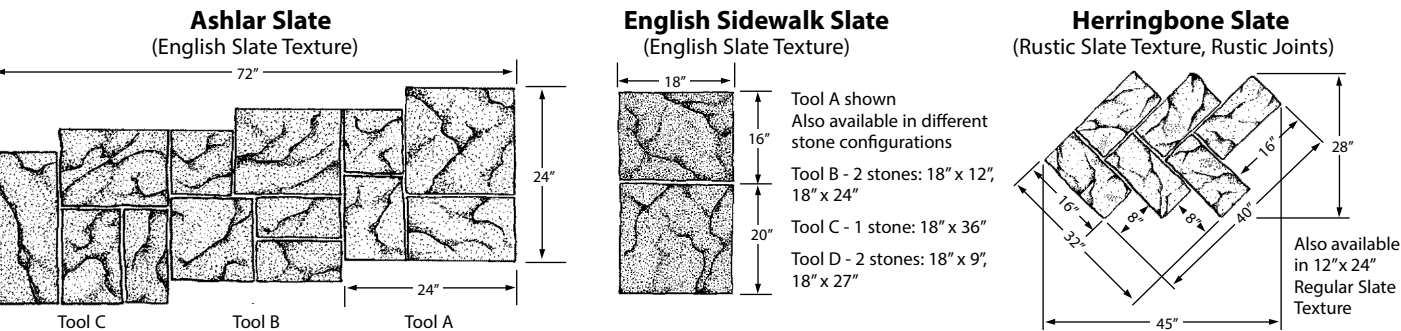 Ashlar Slate
(English Slate Texture)
72”
24”
24”
Tool C
Tool B
Tool A
English Sidewalk Slate
(English Slate Texture)
18”
16”
20”
Tool A shown
Also available in different
stone configurations
Tool B - 2 stones: 18” x 12”,
18” x 24”
Tool C - 1 stone: 18” x 36”
Tool D - 2 stones: 18” x 9”,
18” x 27”
Herringbone Slate
(Rustic Slate Texture, Rustic Joints)
16”
28”
16”
8”
8”
40”
32”
45”
Also available
in 12”x 24”
Regular Slate
Texture